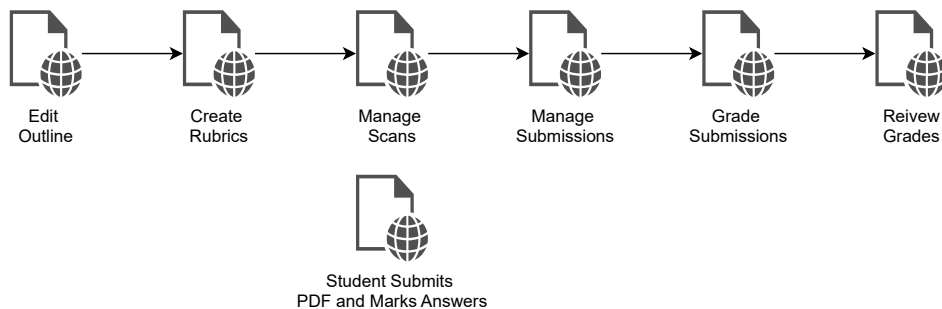 Edit
Outline
Create
Rubrics
Manage
Scans
Manage
Submissions
Grade
Submissions
Reivew
Grades
Student Submits
PDF and Marks Answers